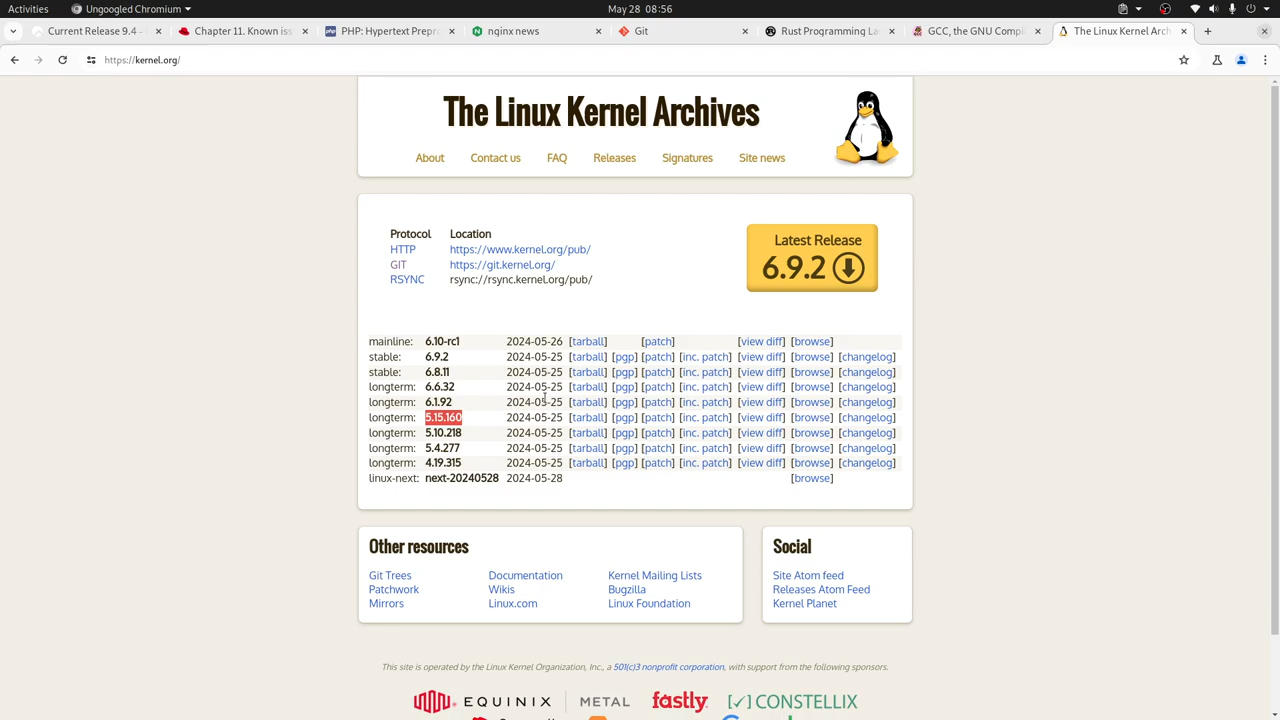 Activities Ungoogled Chromium May 28 08:56
Current Release 9.4 - Chapter 11. Known iss PHP: Hypertext Prepro nginx news Git Rust Programming La GCC, the GNU Compil The Linux Kernel Arch
https://kernel.org/
The Linux Kernel Archives
About Contact us FAQ Releases Signatures Site news
Protocol Location
HTTP https://www.kernel.org/pub/
GIT https://git.kernel.org/
RSYNC rsync://rsync.kernel.org/pub/
Latest Release
6.9.2
mainline: 6.10-rc1 2024-05-26 [tarball] [patch] [view diff] [browse]
stable: 6.9.2 2024-05-25 [tarball] [pgp] [patch] [inc. patch] [view diff] [browse] [changelog]
stable: 6.8.11 2024-05-25 [tarball] [pgp] [patch] [inc. patch] [view diff] [browse] [changelog]
longterm: 6.6.32 2024-05-25 [tarball] [pgp] [patch] [inc. patch] [view diff] [browse] [changelog]
longterm: 6.1.92 2024-05-25 [tarball] [pgp] [patch] [inc. patch] [view diff] [browse] [changelog]
longterm: 5.15.160 2024-05-25 [tarball] [pgp] [patch] [inc. patch] [view diff] [browse] [changelog]
longterm: 5.10.218 2024-05-25 [tarball] [pgp] [patch] [inc. patch] [view diff] [browse] [changelog]
longterm: 5.4.277 2024-05-25 [tarball] [pgp] [patch] [inc. patch] [view diff] [browse] [changelog]
longterm: 4.19.315 2024-05-25 [tarball] [pgp] [patch] [inc. patch] [view diff] [browse] [changelog]
linux-next: next-20240528 2024-05-28 [browse]
Other resources
Git Trees Documentation Kernel Mailing Lists
Patchwork Wikis Bugzilla
Mirrors Linux.com Linux Foundation
Social
Site Atom feed
Releases Atom Feed
Kernel Planet
This site is operated by the Linux Kernel Organization, Inc., a 501(c)3 nonprofit corporation, with support from the following sponsors.
EQUINIX METAL fastly CONSTELLIX